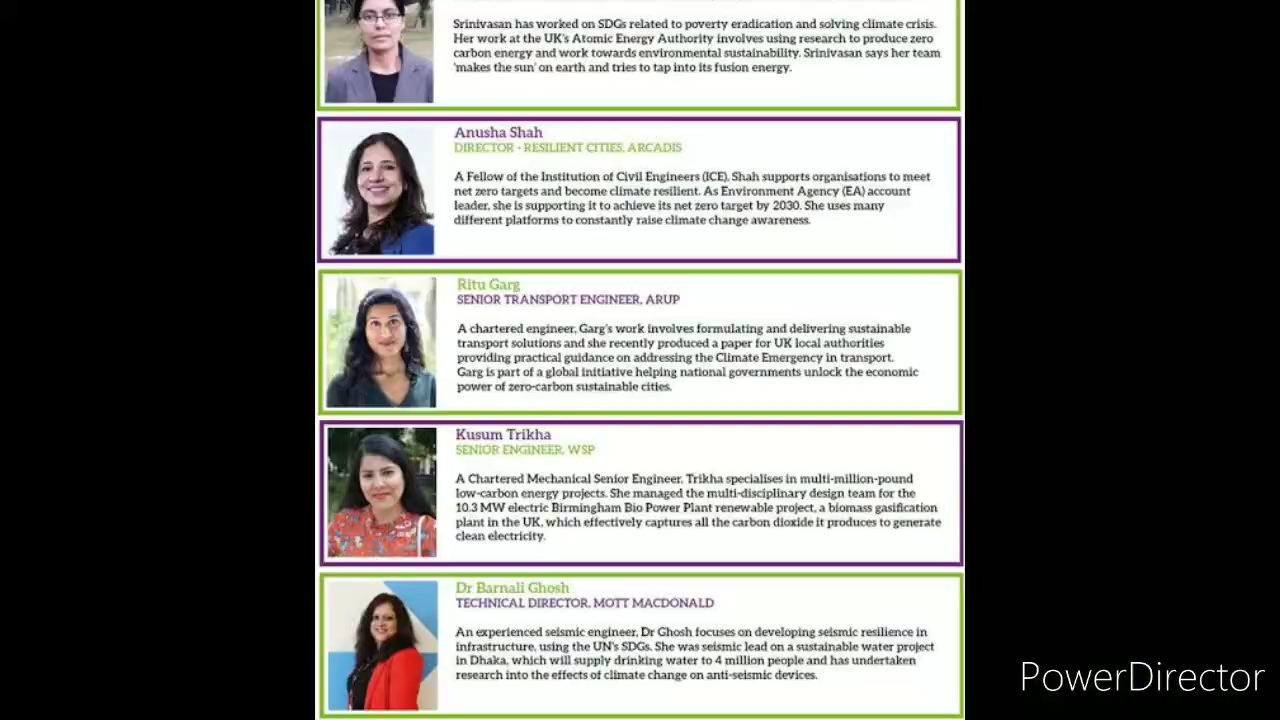 Srinivasan has worked on SDGs related to poverty eradication and solving climate crisis.
Her work at the UK's Atomic Energy Authority involves using research to produce zero
carbon energy and work towards environmental sustainability. Srinivasan says her team
'makes the sun' on earth and tries to tap into its fusion energy.
Anusha Shah
DIRECTOR - RESILIENT CITIES, ARCADIS
A Fellow of the Institution of Civil Engineers (ICE), Shah supports organisations to meet
net zero targets and become climate resilient. As Environment Agency (EA) account
leader, she is supporting it to achieve its net zero target by 2030. She uses many
different platforms to constantly raise climate change awareness.
Ritu Garg
SENIOR TRANSPORT ENGINEER, ARUP
A chartered engineer, Garg's work involves formulating and delivering sustainable
transport solutions and she recently produced a paper for UK local authorities
providing practical guidance on addressing the Climate Emergency in transport.
Garg is part of a global initiative helping national governments unlock the economic
power of zero-carbon sustainable cities.
Kusum Trikha
SENIOR ENGINEER, WSP
A Chartered Mechanical Senior Engineer, Trikha specialises in multi-million-pound
low-carbon energy projects. She managed the multi-disciplinary design team for the
10.3 MW electric Birmingham Bio Power Plant renewable project, a biomass gasification
plant in the UK, which effectively captures all the carbon dioxide it produces to generate
clean electricity.
Dr Barnali Ghosh
TECHNICAL DIRECTOR, MOTT MACDONALD
An experienced seismic engineer, Dr Ghosh focuses on developing seismic resilience in
infrastructure, using the UN's SDGs. She was seismic lead on a sustainable water project
in Dhaka, which will supply drinking water to 4 million people and has undertaken
research into the effects of climate change on anti-seismic devices.
PowerDirector